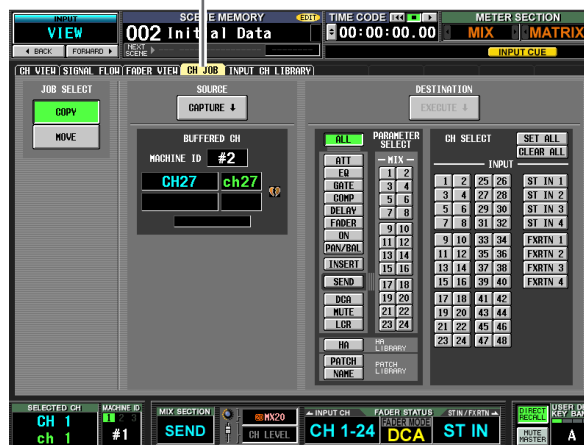 INPUT
VIEW
BACK FORWARD
SCENE MEMORY EDIT
002 Initial Data
NEXT
SCENE
TIME CODE
00:00:00.00
METER SECTION
MIX MATRIX
INPUT CUE
CH VIEW SIGNAL FLOW FADER VIEW CH JOB INPUT CH LIBRARY
JOB SELECT
COPY
MOVE
SOURCE
CAPTURE
BUFFERED CH
MACHINE ID #2
CH27 ch27
DESTINATION
EXECUTE
ALL
ATT
EQ
GATE
COMP
DELAY
FADER
ON
PAN/BAL
INSERT
SEND
DCA
MUTE
LCR
HA
PATCH
NAME
PARAMETER
SELECT
MIX
1 2
3 4
5 6
7 8
9 10
11 12
13 14
15 16
17 18
19 20
21 22
23 24
HA
LIBRARY
PATCH
LIBRARY
CH SELECT
SET ALL
CLEAR ALL
INPUT
1 2 25 26 ST IN 1
3 4 27 28 ST IN 2
5 6 29 30 ST IN 3
7 8 31 32 ST IN 4
9 10 33 34 FXRTN 1
11 12 35 36 FXRTN 2
13 14 37 38 FXRTN 3
15 16 39 40 FXRTN 4
17 18 41 42
19 20 43 44
21 22 45 46
23 24 47 48
SELECTED CH
CH 1
ch 1
MACHINE ID
1 2 3
#1
MIX SECTION
SEND
MX20
CH LEVEL
INPUT CH
CH 1-24
FADER STATUS
FADER MODE
DCA
ST IN/FXRTN
ST IN
DIRECT
RECALL
MUTE
MASTER
USER DE
KEY BAN
A